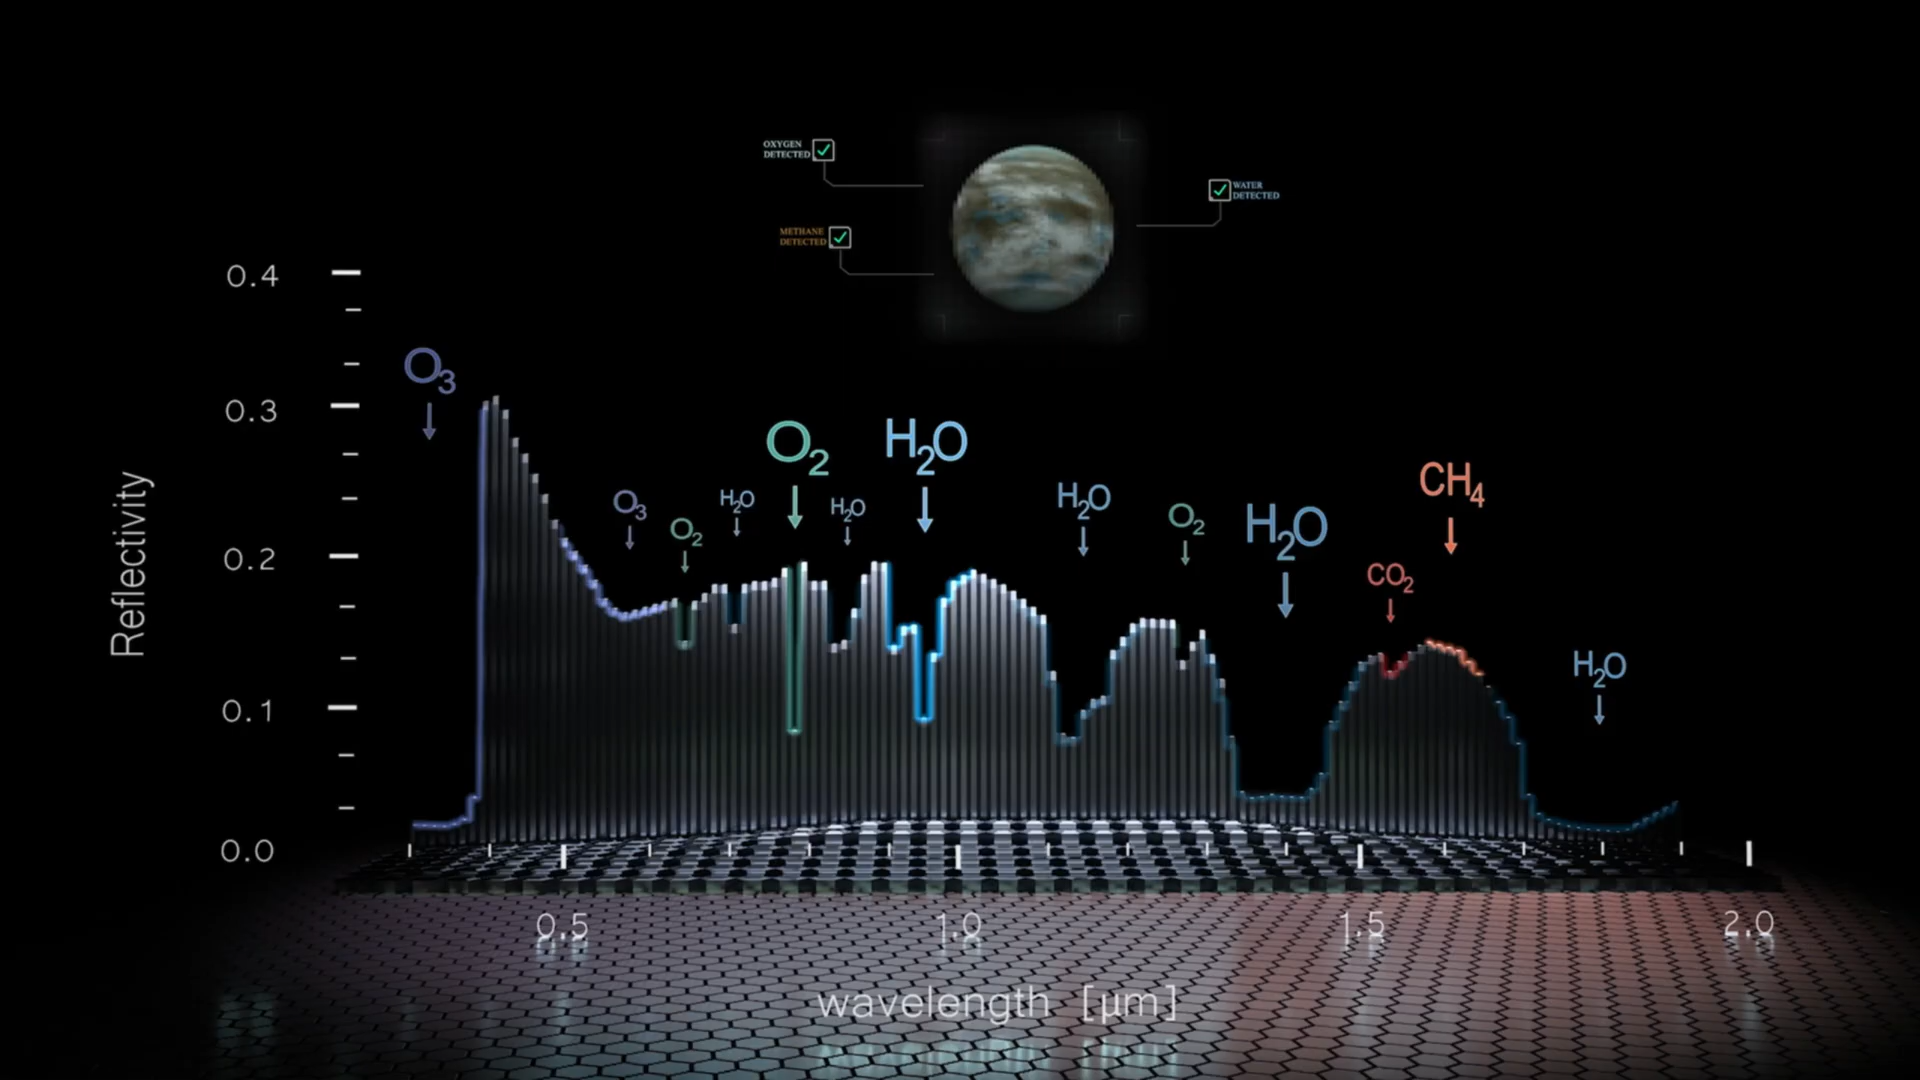 OXYGEN
DETECTED
WATER
DETECTED
METHANE
DETECTED
0.4
O₃
0.3
O₂
H₂O
CH₄
O₃
H₂O
H₂O
H₂O
O₂
H₂O
O₂
0.2
CO₂
H₂O
0.1
0.0
Reflectivity
0.5
1.0
1.5
2.0
wavelength [μm]